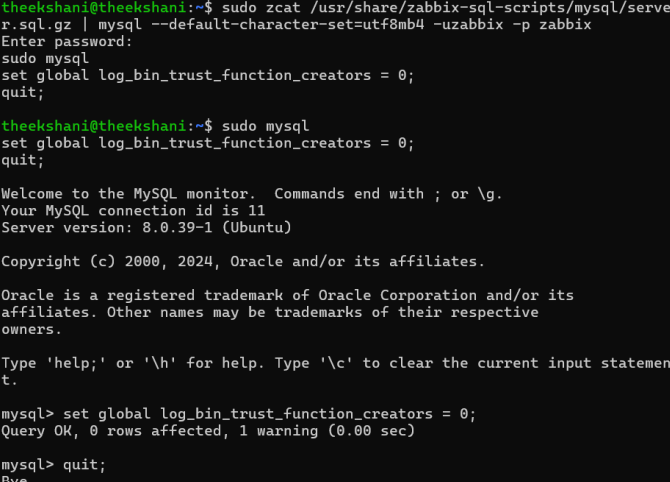 theekshani@theekshani:~$ sudo zcat /usr/share/zabbix-sql-scripts/mysql/serve
r.sql.gz | mysql --default-character-set=utf8mb4 -uzabbix -p zabbix
Enter password:
sudo mysql
set global log_bin_trust_function_creators = 0;
quit;
theekshani@theekshani:~$ sudo mysql
set global log_bin_trust_function_creators = 0;
quit;
Welcome to the MySQL monitor.  Commands end with ; or \g.
Your MySQL connection id is 11
Server version: 8.0.39-1 (Ubuntu)
Copyright (c) 2000, 2024, Oracle and/or its affiliates.
Oracle is a registered trademark of Oracle Corporation and/or its
affiliates. Other names may be trademarks of their respective
owners.
Type 'help;' or '\h' for help. Type '\c' to clear the current input statemen
t.
mysql> set global log_bin_trust_function_creators = 0;
Query OK, 0 rows affected, 1 warning (0.00 sec)
mysql> quit;
Bye